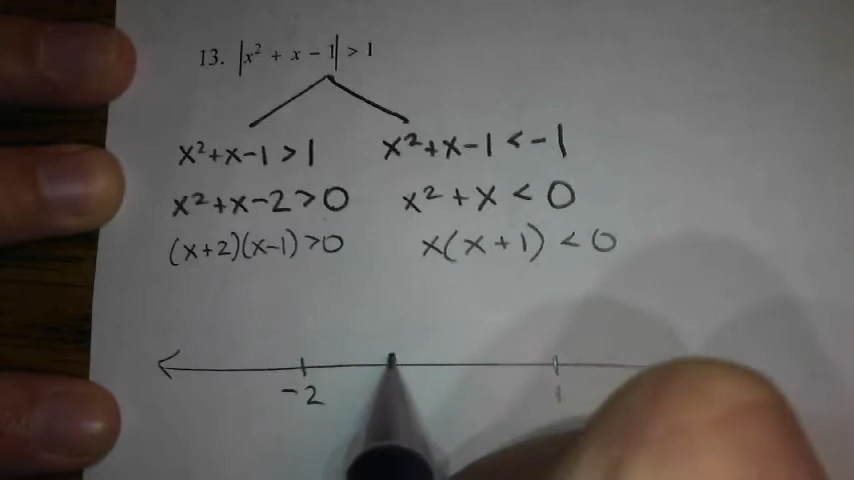 13. |x² + x - 1| > 1
x²+x-1 > 1 x²+x-1 < -1
x²+x-2 > 0 x²+x < 0
(x+2)(x-1) > 0 x(x+1) < 0
-2 1